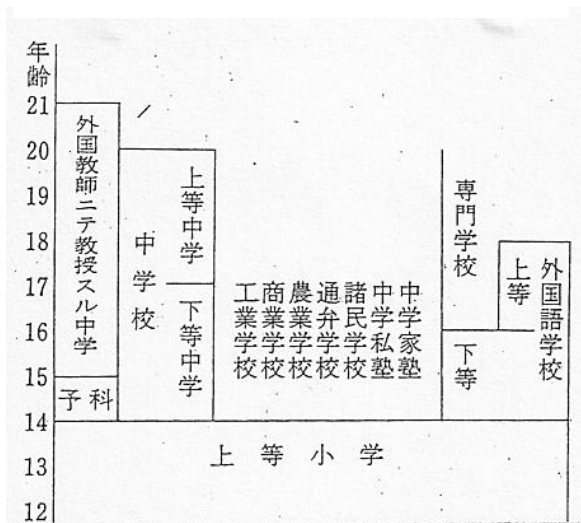 年齢
21
20
19
18
17
16
15
14
13
12
外国教師ニテ教授スル中学
予科
中学校
上等中学
下等中学
工業学校
商業学校
農業学校
通弁学校
諸民学校
中学私塾
中学家塾
専門学校
下等
上等
外国語学校
上等小学